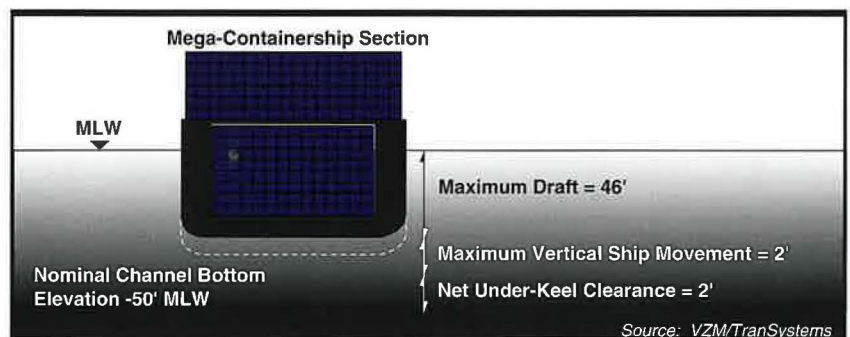 Mega-Containership Section
MLW
Maximum Draft = 46'
Maximum Vertical Ship Movement = 2'
Nominal Channel Bottom
Elevation -50' MLW
Net Under-Keel Clearance = 2'
Source: VZM/TranSystems